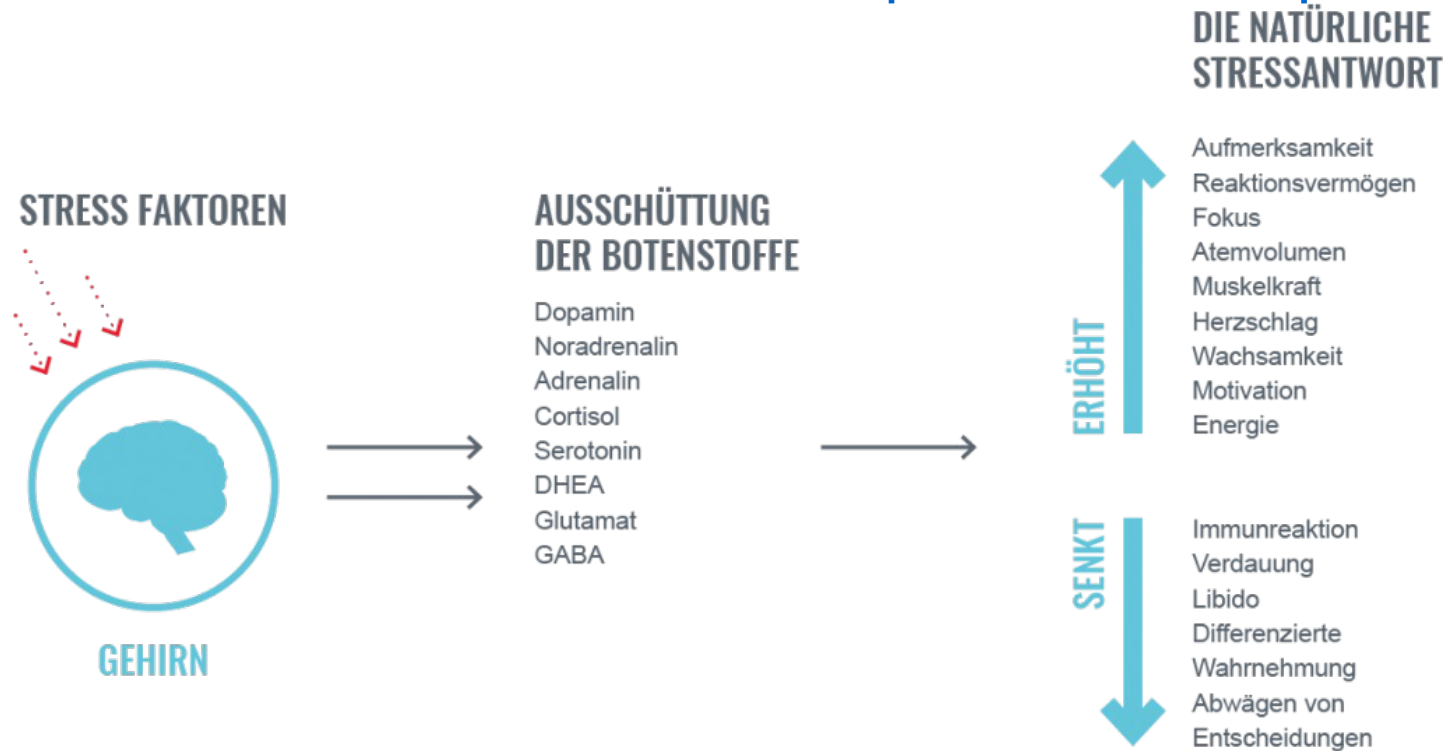 STRESS FAKTOREN
GEHIRN
AUSSCHÜTTUNG
DER BOTENSTOFFE
Dopamin
Noradrenalin
Adrenalin
Cortisol
Serotonin
DHEA
Glutamat
GABA
DIE NATÜRLICHE
STRESSANTWORT
ERHÖHT
Aufmerksamkeit
Reaktionsvermögen
Fokus
Atemvolumen
Muskelkraft
Herzschlag
Wachsamkeit
Motivation
Energie
SENKT
Immunreaktion
Verdauung
Libido
Differenzierte
Wahrnehmung
Abwägen von
Entscheidungen